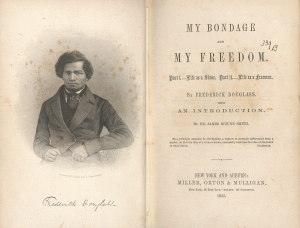 Frederick Douglass
MY BONDAGE
AND
MY FREEDOM.
Part I.—Life as a Slave. Part II.—Life as a Freeman.
By FREDERICK DOUGLASS.
WITH
AN INTRODUCTION.
By DR. JAMES M'CUNE SMITH.
NEW YORK AND AUBURN:
MILLER, ORTON & MULLIGAN.
1855.